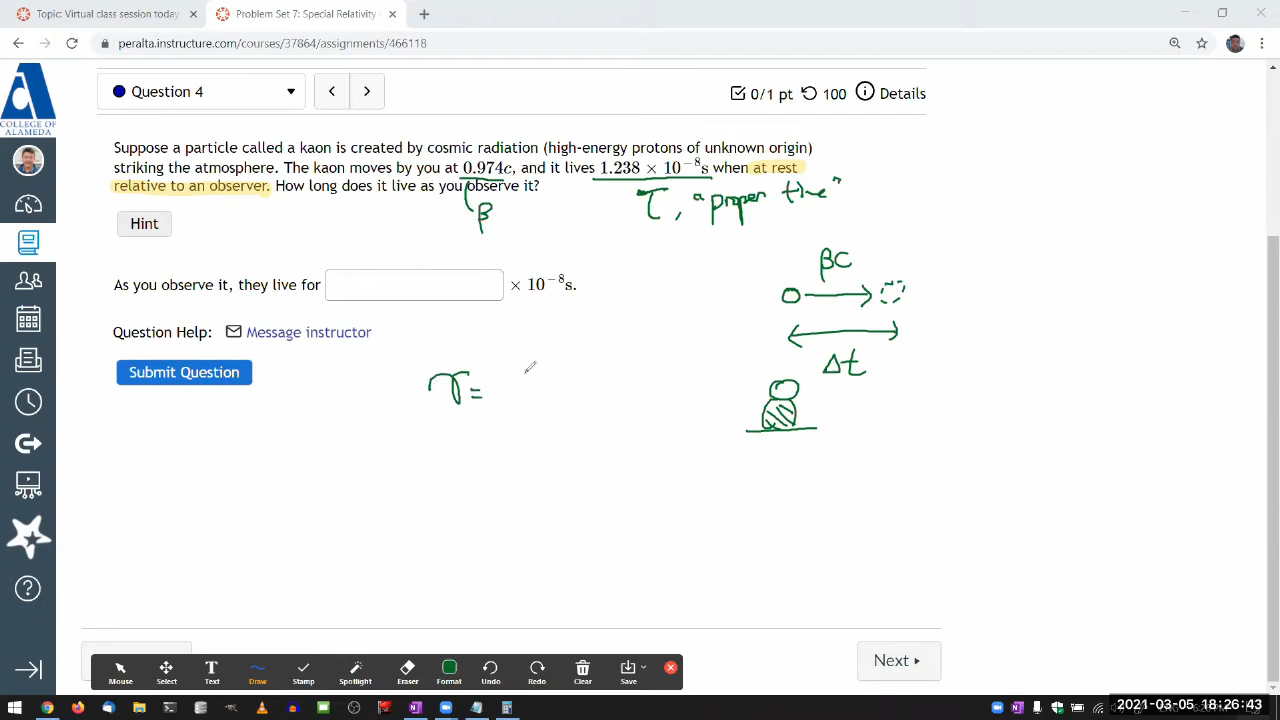 Topic: Virtual class session today
Problem Set 7: Special Relativity
peralta.instructure.com/courses/37864/assignments/466118
COLLEGE OF
ALAMEDA
Question 4
0/1 pt
100
Details
Suppose a particle called a kaon is created by cosmic radiation (high-energy protons of unknown origin)
striking the atmosphere. The kaon moves by you at 0.974c, and it lives 1.238 × 10⁻⁸s when at rest
relative to an observer. How long does it live as you observe it?
β
τ, "proper time"
Hint
βc
As you observe it, they live for × 10⁻⁸s.
Question Help: Message instructor
Δt
Submit Question
γ=
Next
Mouse
Select
Text
Draw
Stamp
Spotlight
Eraser
Format
Undo
Redo
Clear
Save
2021-03-05 18:26:43